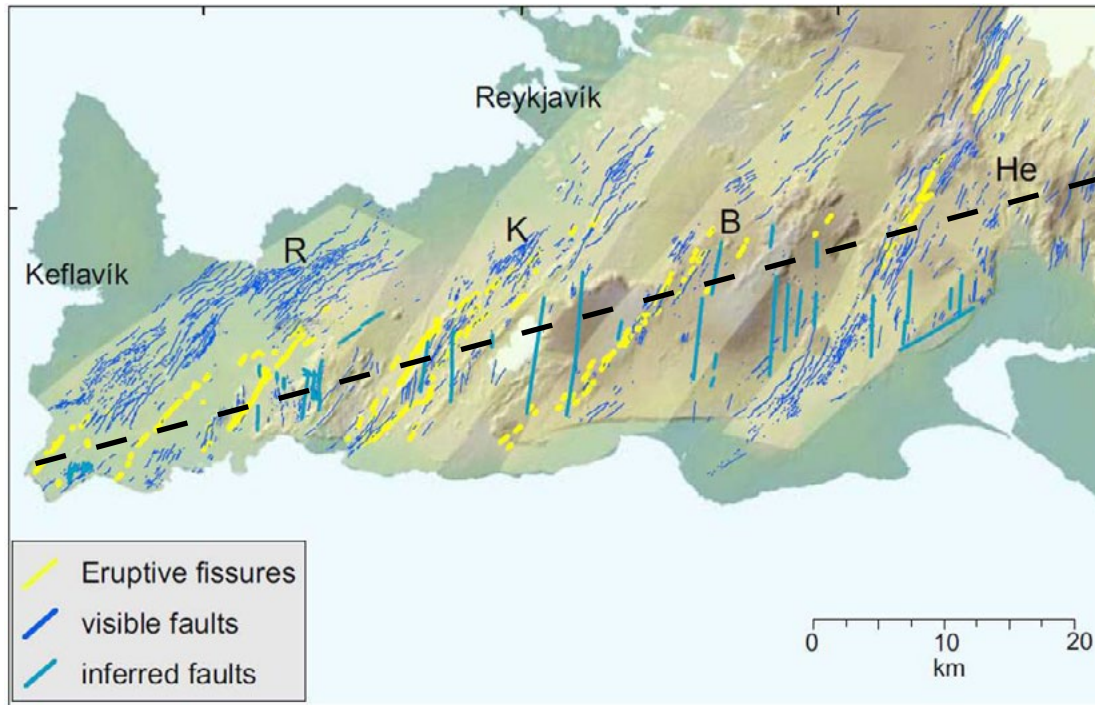 Reykjavík
He
B
K
R
Keflavík
Eruptive fissures
visible faults
inferred faults
0 10 20
km